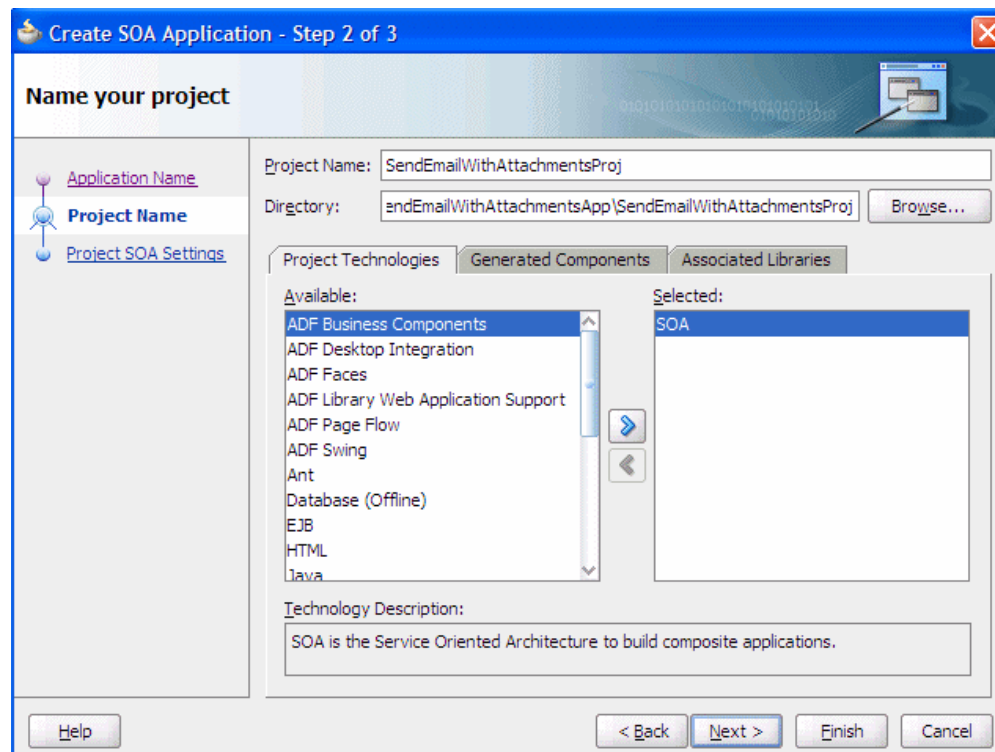 Create SOA Application - Step 2 of 3
Name your project
010101010101010101010101
01010101010
Application Name
Project Name
Project SOA Settings
Project Name: SendEmailWithAttachmentsProj
Directory: endEmailWithAttachmentsApp\SendEmailWithAttachmentsProj Browse...
Project Technologies Generated Components Associated Libraries
Available: Selected:
ADF Business Components SOA
ADF Desktop Integration
ADF Faces
ADF Library Web Application Support
ADF Page Flow
ADF Swing
Ant
Database (Offline)
EJB
HTML
Java
Technology Description:
SOA is the Service Oriented Architecture to build composite applications.
Help < Back Next > Finish Cancel